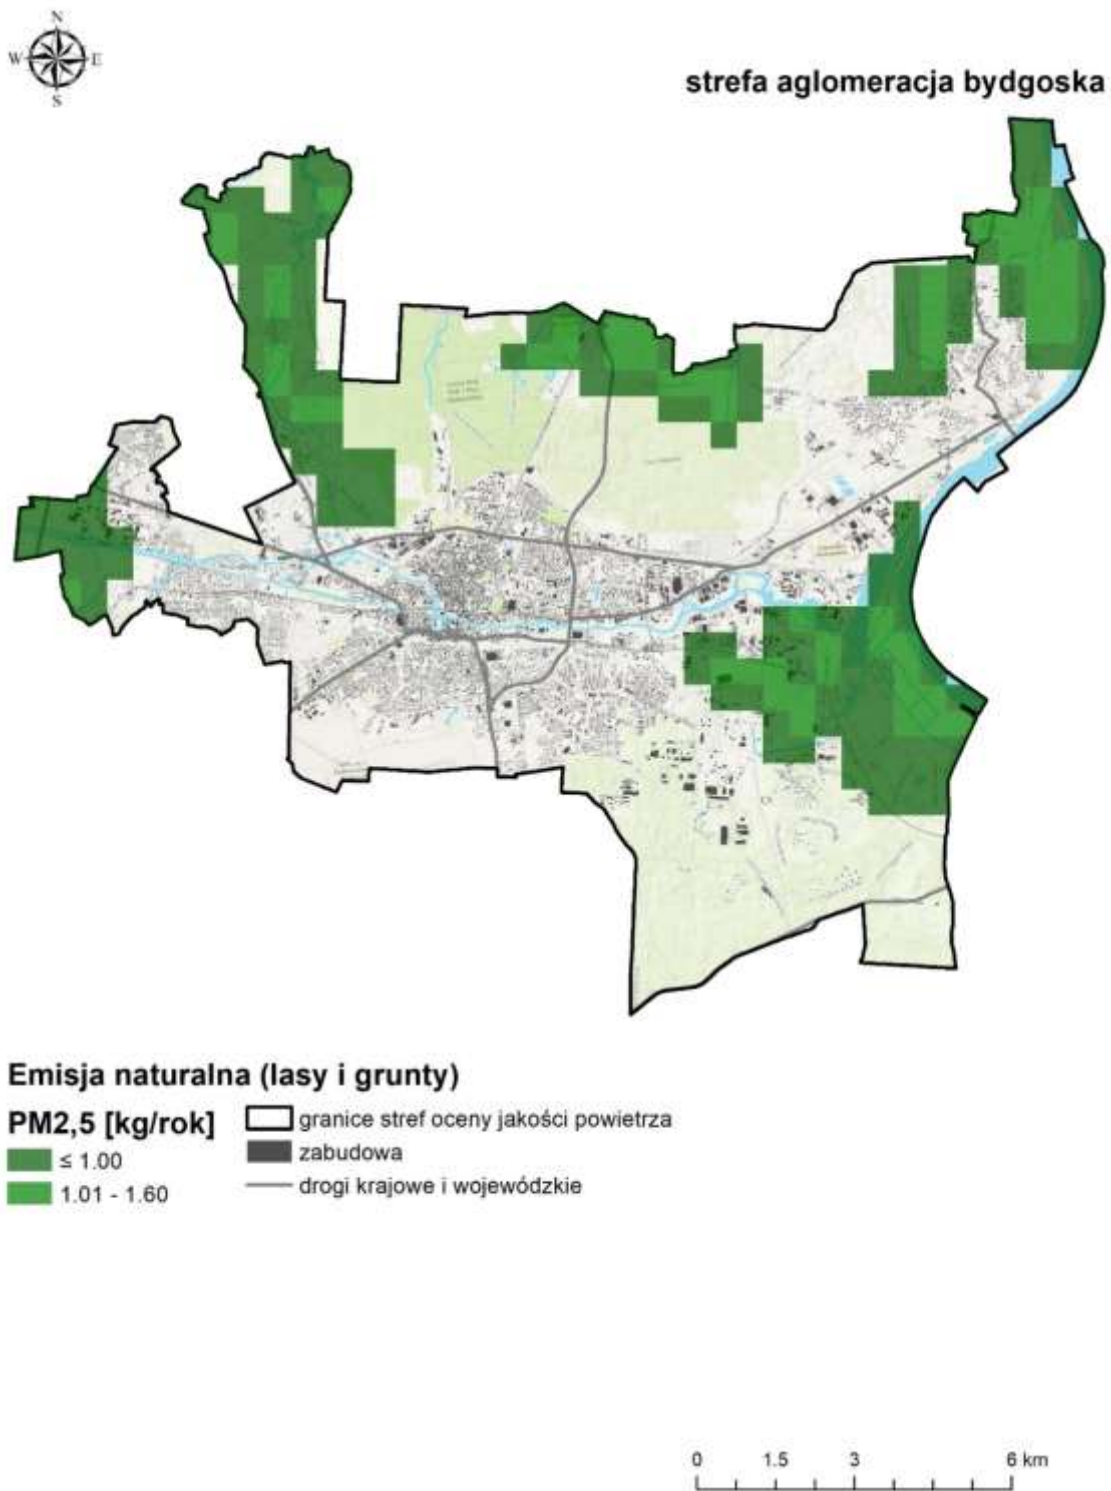 N
W E
S
strefa aglomeracja bydgoska
Emisja naturalna (lasy i grunty)
PM2,5 [kg/rok]
≤ 1.00
1.01 - 1.60
granice stref oceny jakości powietrza
zabudowa
drogi krajowe i wojewódzkie
0 1.5 3 6 km